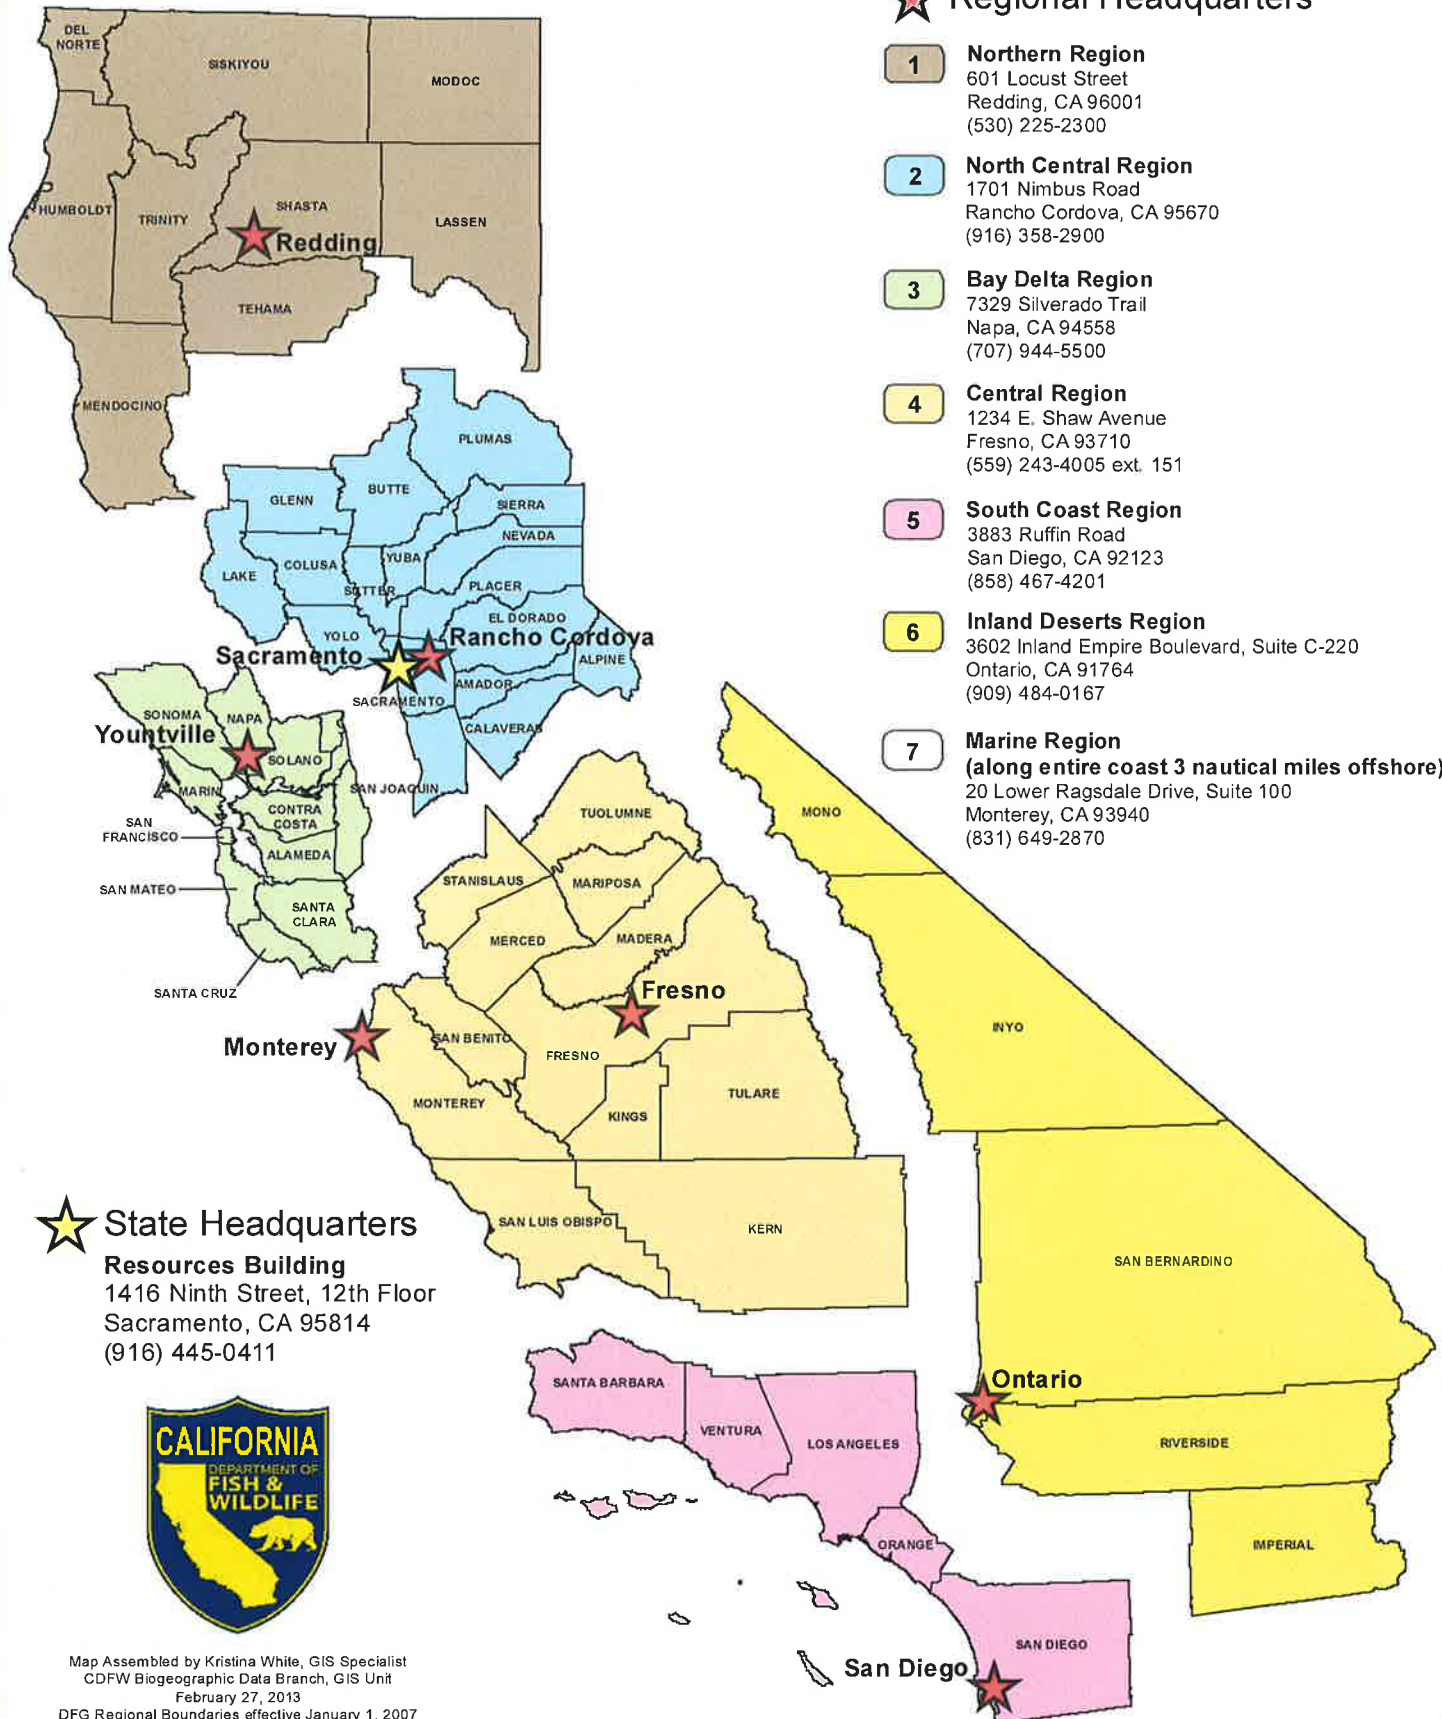 Regional Headquarters
1
Northern Region
601 Locust Street
Redding, CA 96001
(530) 225-2300
2
North Central Region
1701 Nimbus Road
Rancho Cordova, CA 95670
(916) 358-2900
3
Bay Delta Region
7329 Silverado Trail
Napa, CA 94558
(707) 944-5500
4
Central Region
1234 E. Shaw Avenue
Fresno, CA 93710
(559) 243-4005 ext. 151
5
South Coast Region
3883 Ruffin Road
San Diego, CA 92123
(858) 467-4201
6
Inland Deserts Region
3602 Inland Empire Boulevard, Suite C-220
Ontario, CA 91764
(909) 484-0167
7
Marine Region
(along entire coast 3 nautical miles offshore)
20 Lower Ragsdale Drive, Suite 100
Monterey, CA 93940
(831) 649-2870
DEL
NORTE
SISKIYOU
MODOC
HUMBOLDT
TRINITY
SHASTA
LASSEN
Redding
TEHAMA
MENDOCINO
PLUMAS
BUTTE
GLENN
SIERRA
NEVADA
YUBA
COLUSA
LAKE
SUTTER
PLACER
EL DORADO
YOLO
Rancho Cordova
Sacramento
ALPINE
AMADOR
SACRAMENTO
CALAVERAS
SAN JOAQUIN
SONOMA
NAPA
Yountville
SOLANO
MARIN
CONTRA
COSTA
SAN
FRANCISCO
ALAMEDA
SAN MATEO
SANTA
CLARA
SANTA CRUZ
TUOLUMNE
STANISLAUS
MARIPOSA
MERCED
MADERA
Fresno
Monterey
SAN BENITO
FRESNO
MONTEREY
KINGS
TULARE
SAN LUIS OBISPO
KERN
MONO
INYO
SAN BERNARDINO
Ontario
RIVERSIDE
IMPERIAL
SANTA BARBARA
VENTURA
LOS ANGELES
ORANGE
SAN DIEGO
San Diego
State Headquarters
Resources Building
1416 Ninth Street, 12th Floor
Sacramento, CA 95814
(916) 445-0411
CALIFORNIA
DEPARTMENT OF
FISH &
WILDLIFE
Map Assembled by Kristina White, GIS Specialist
CDFW Biogeographic Data Branch, GIS Unit
February 27, 2013
DFG Regional Boundaries effective January 1, 2007